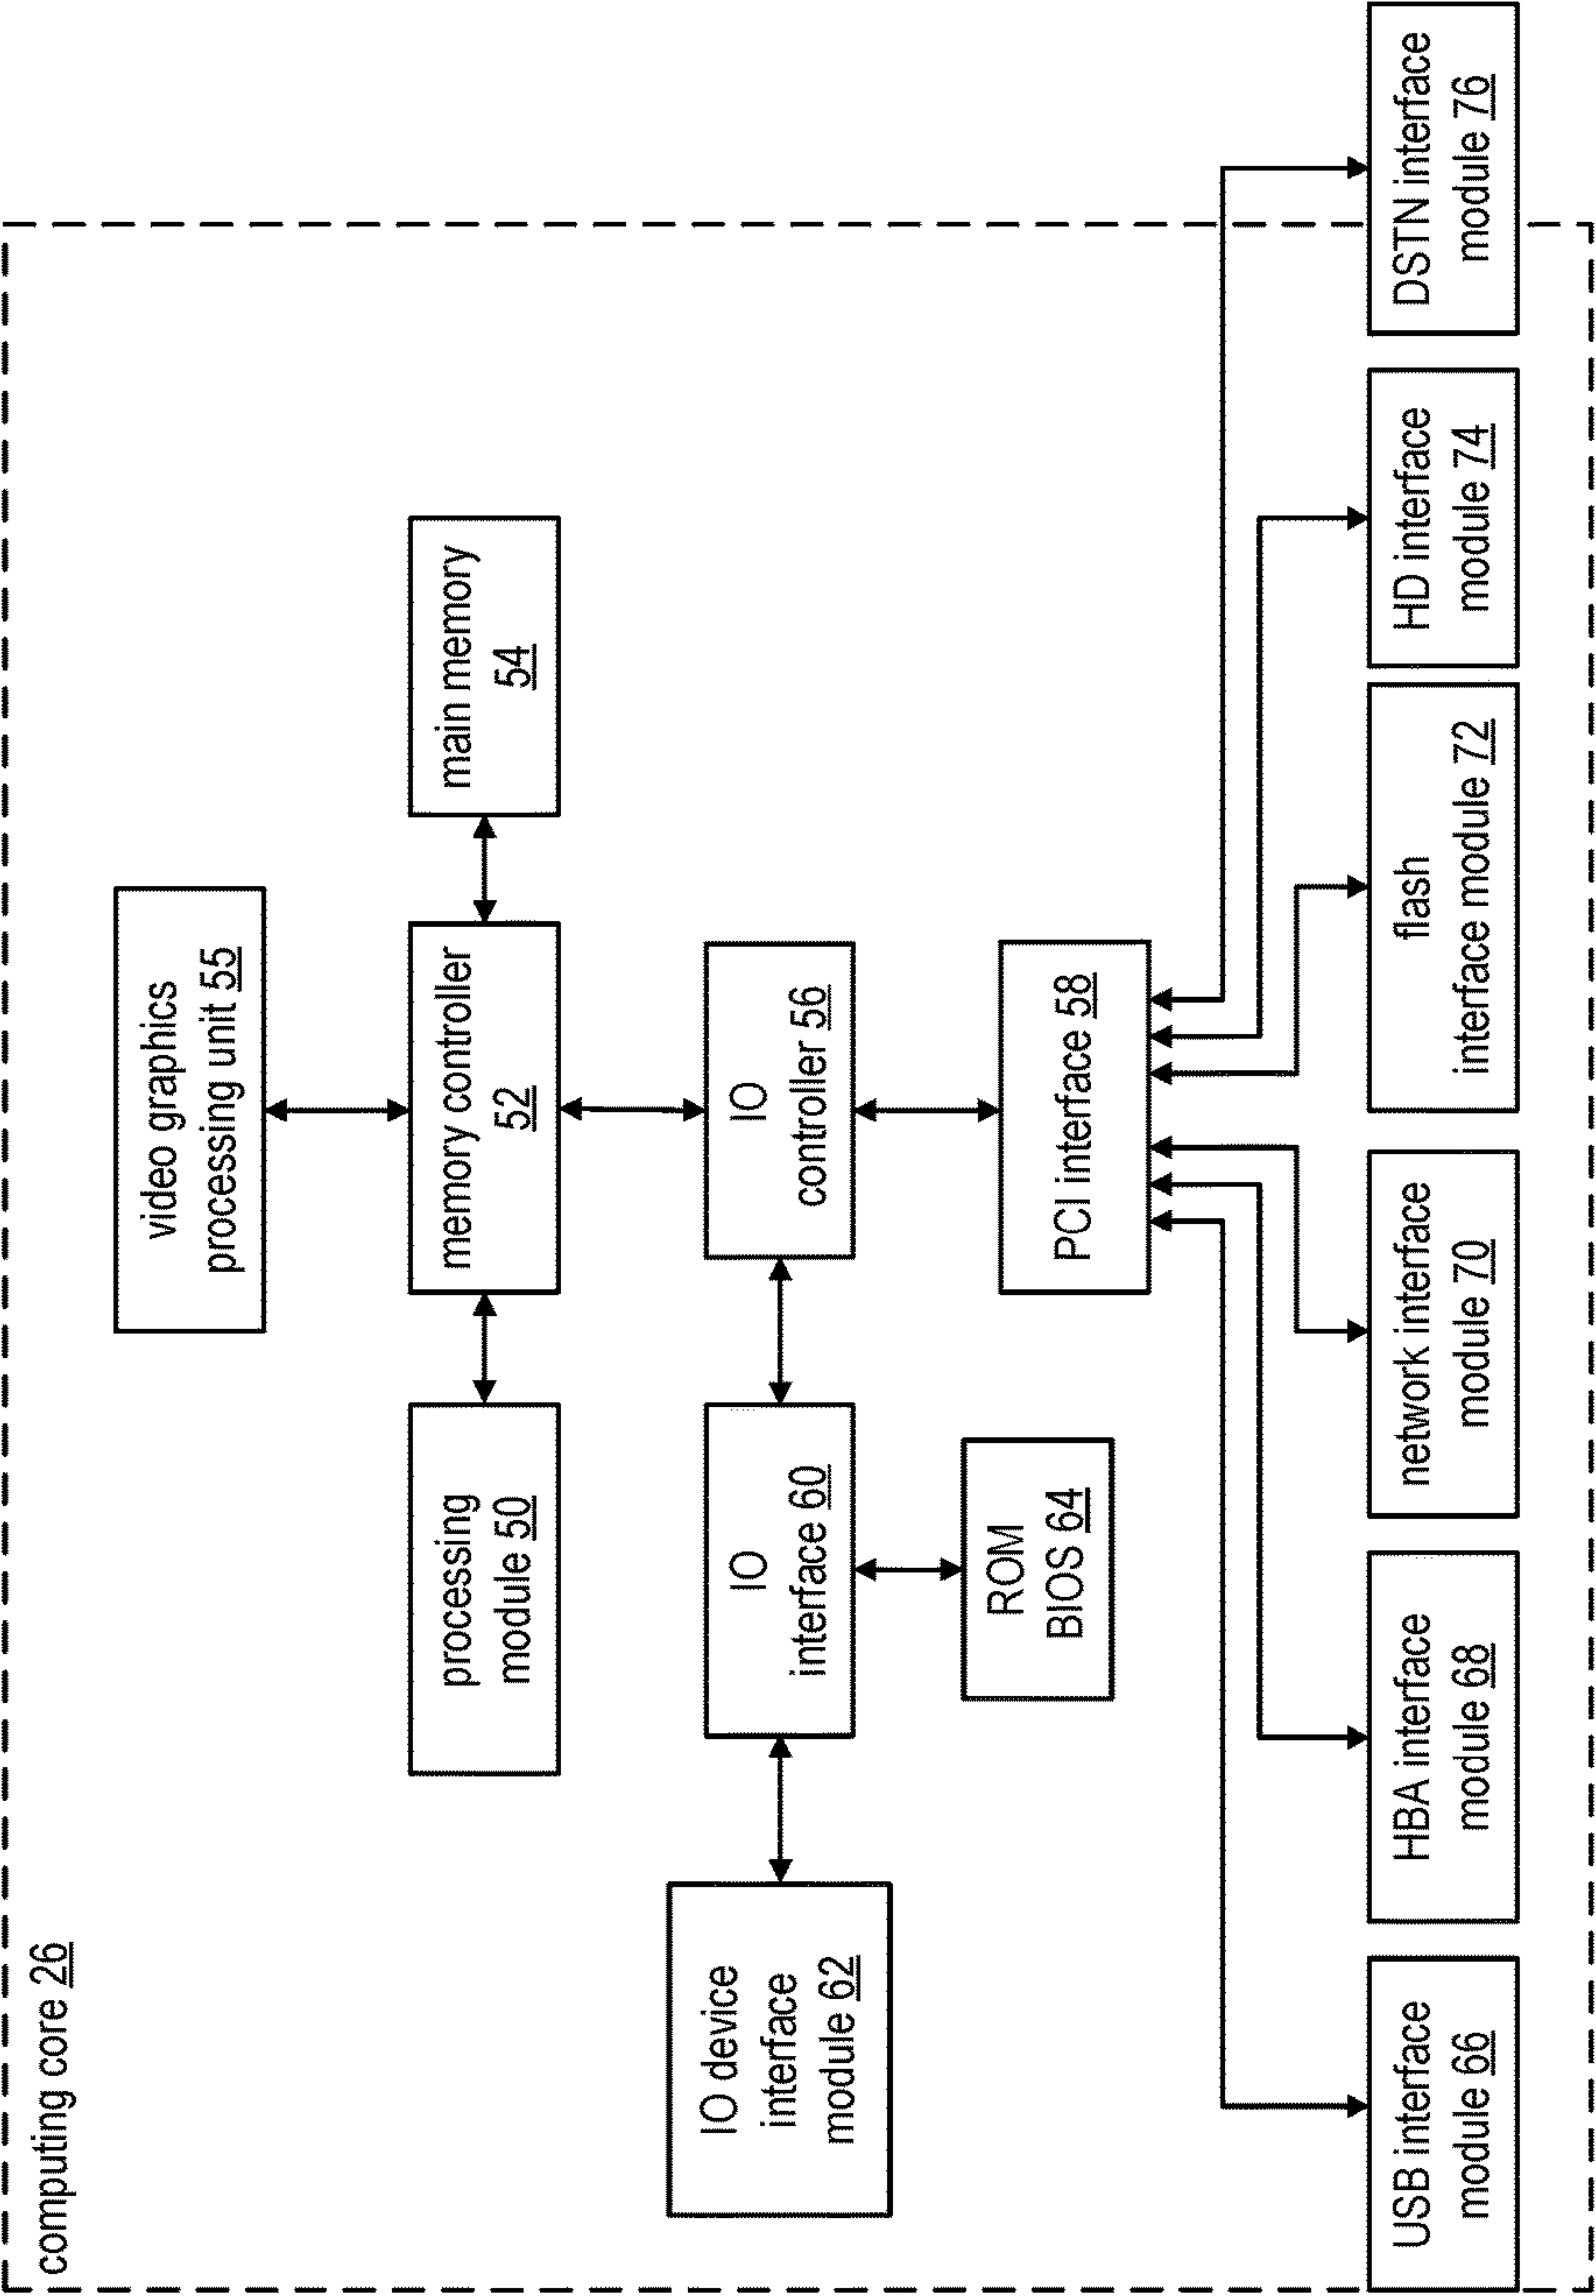 computing core 26
video graphics
processing unit 55
processing
module 50
memory controller
52
main memory
54
IO device
interface
module 62
IO
interface 60
IO
controller 56
ROM
BIOS 64
PCI interface 58
USB interface
module 66
HBA interface
module 68
network interface
module 70
flash
interface module 72
HD interface
module 74
DSTN interface
module 76